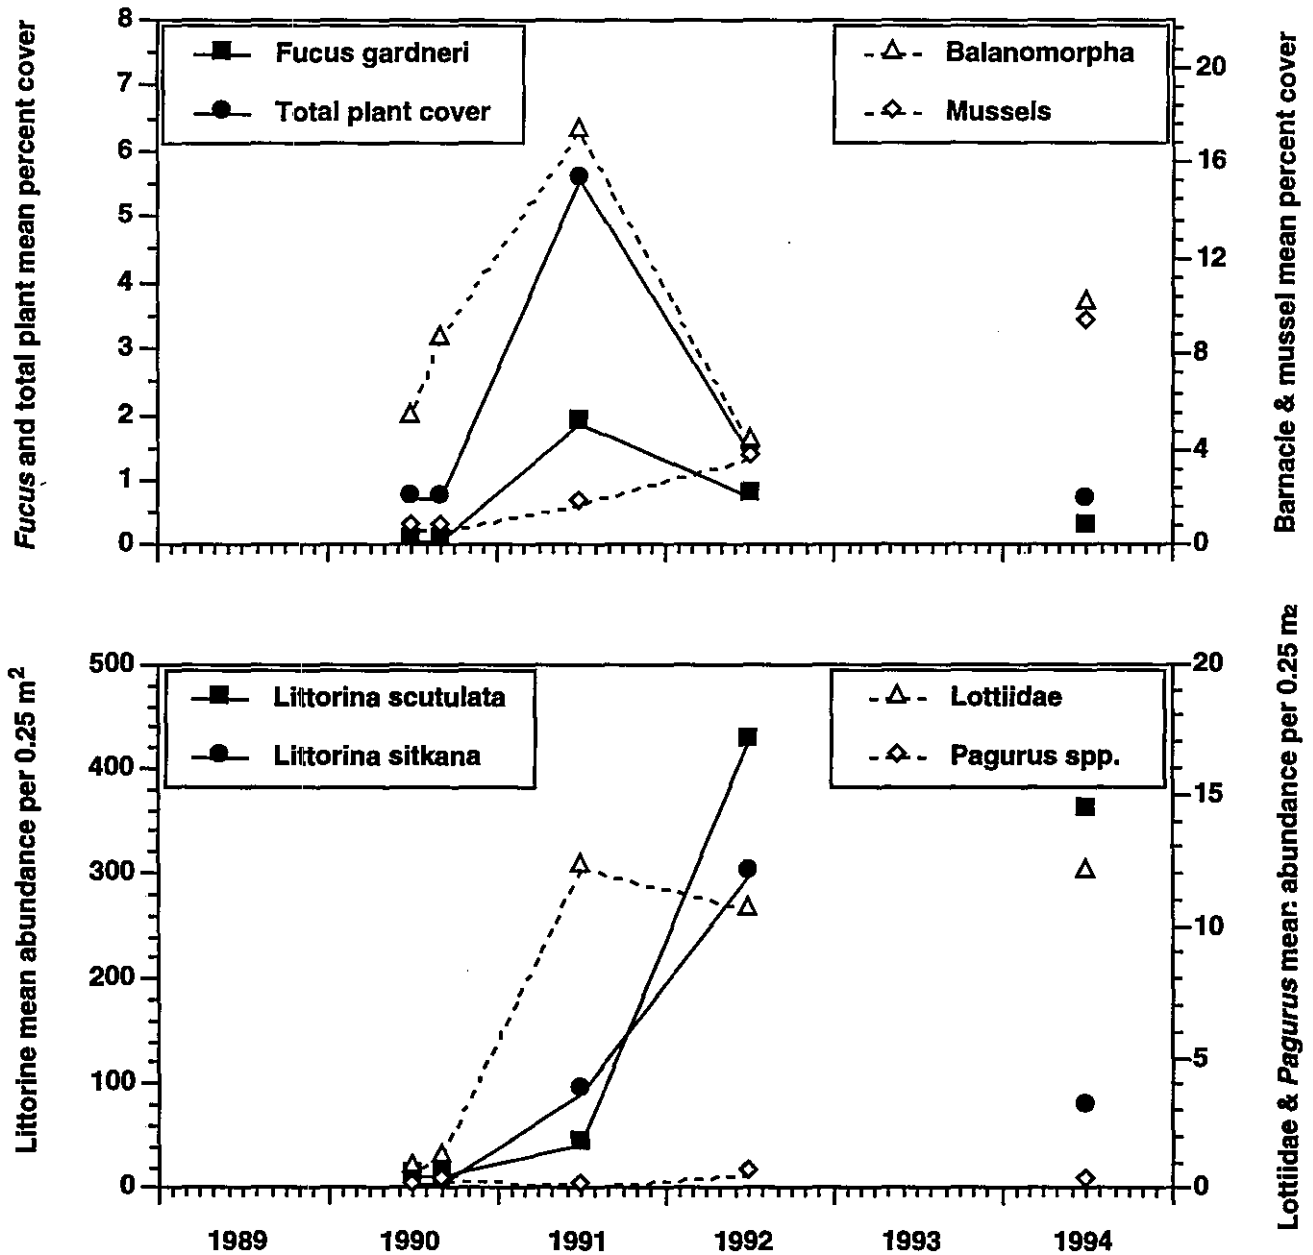 Fucus and total plant mean percent cover
8
7
6
5
4
3
2
1
0
Fucus gardneri
Total plant cover
Balanomorpha
Mussels
20
16
12
8
4
0
Barnacle & mussel mean percent cover
Littorine mean abundance per 0.25 m²
500
400
300
200
100
0
Littorina scutulata
Littorina sitkana
Lottiidae
Pagurus spp.
20
15
10
5
0
Lottiidae & Pagurus mean abundance per 0.25 m2
1989 1990 1991 1992 1993 1994